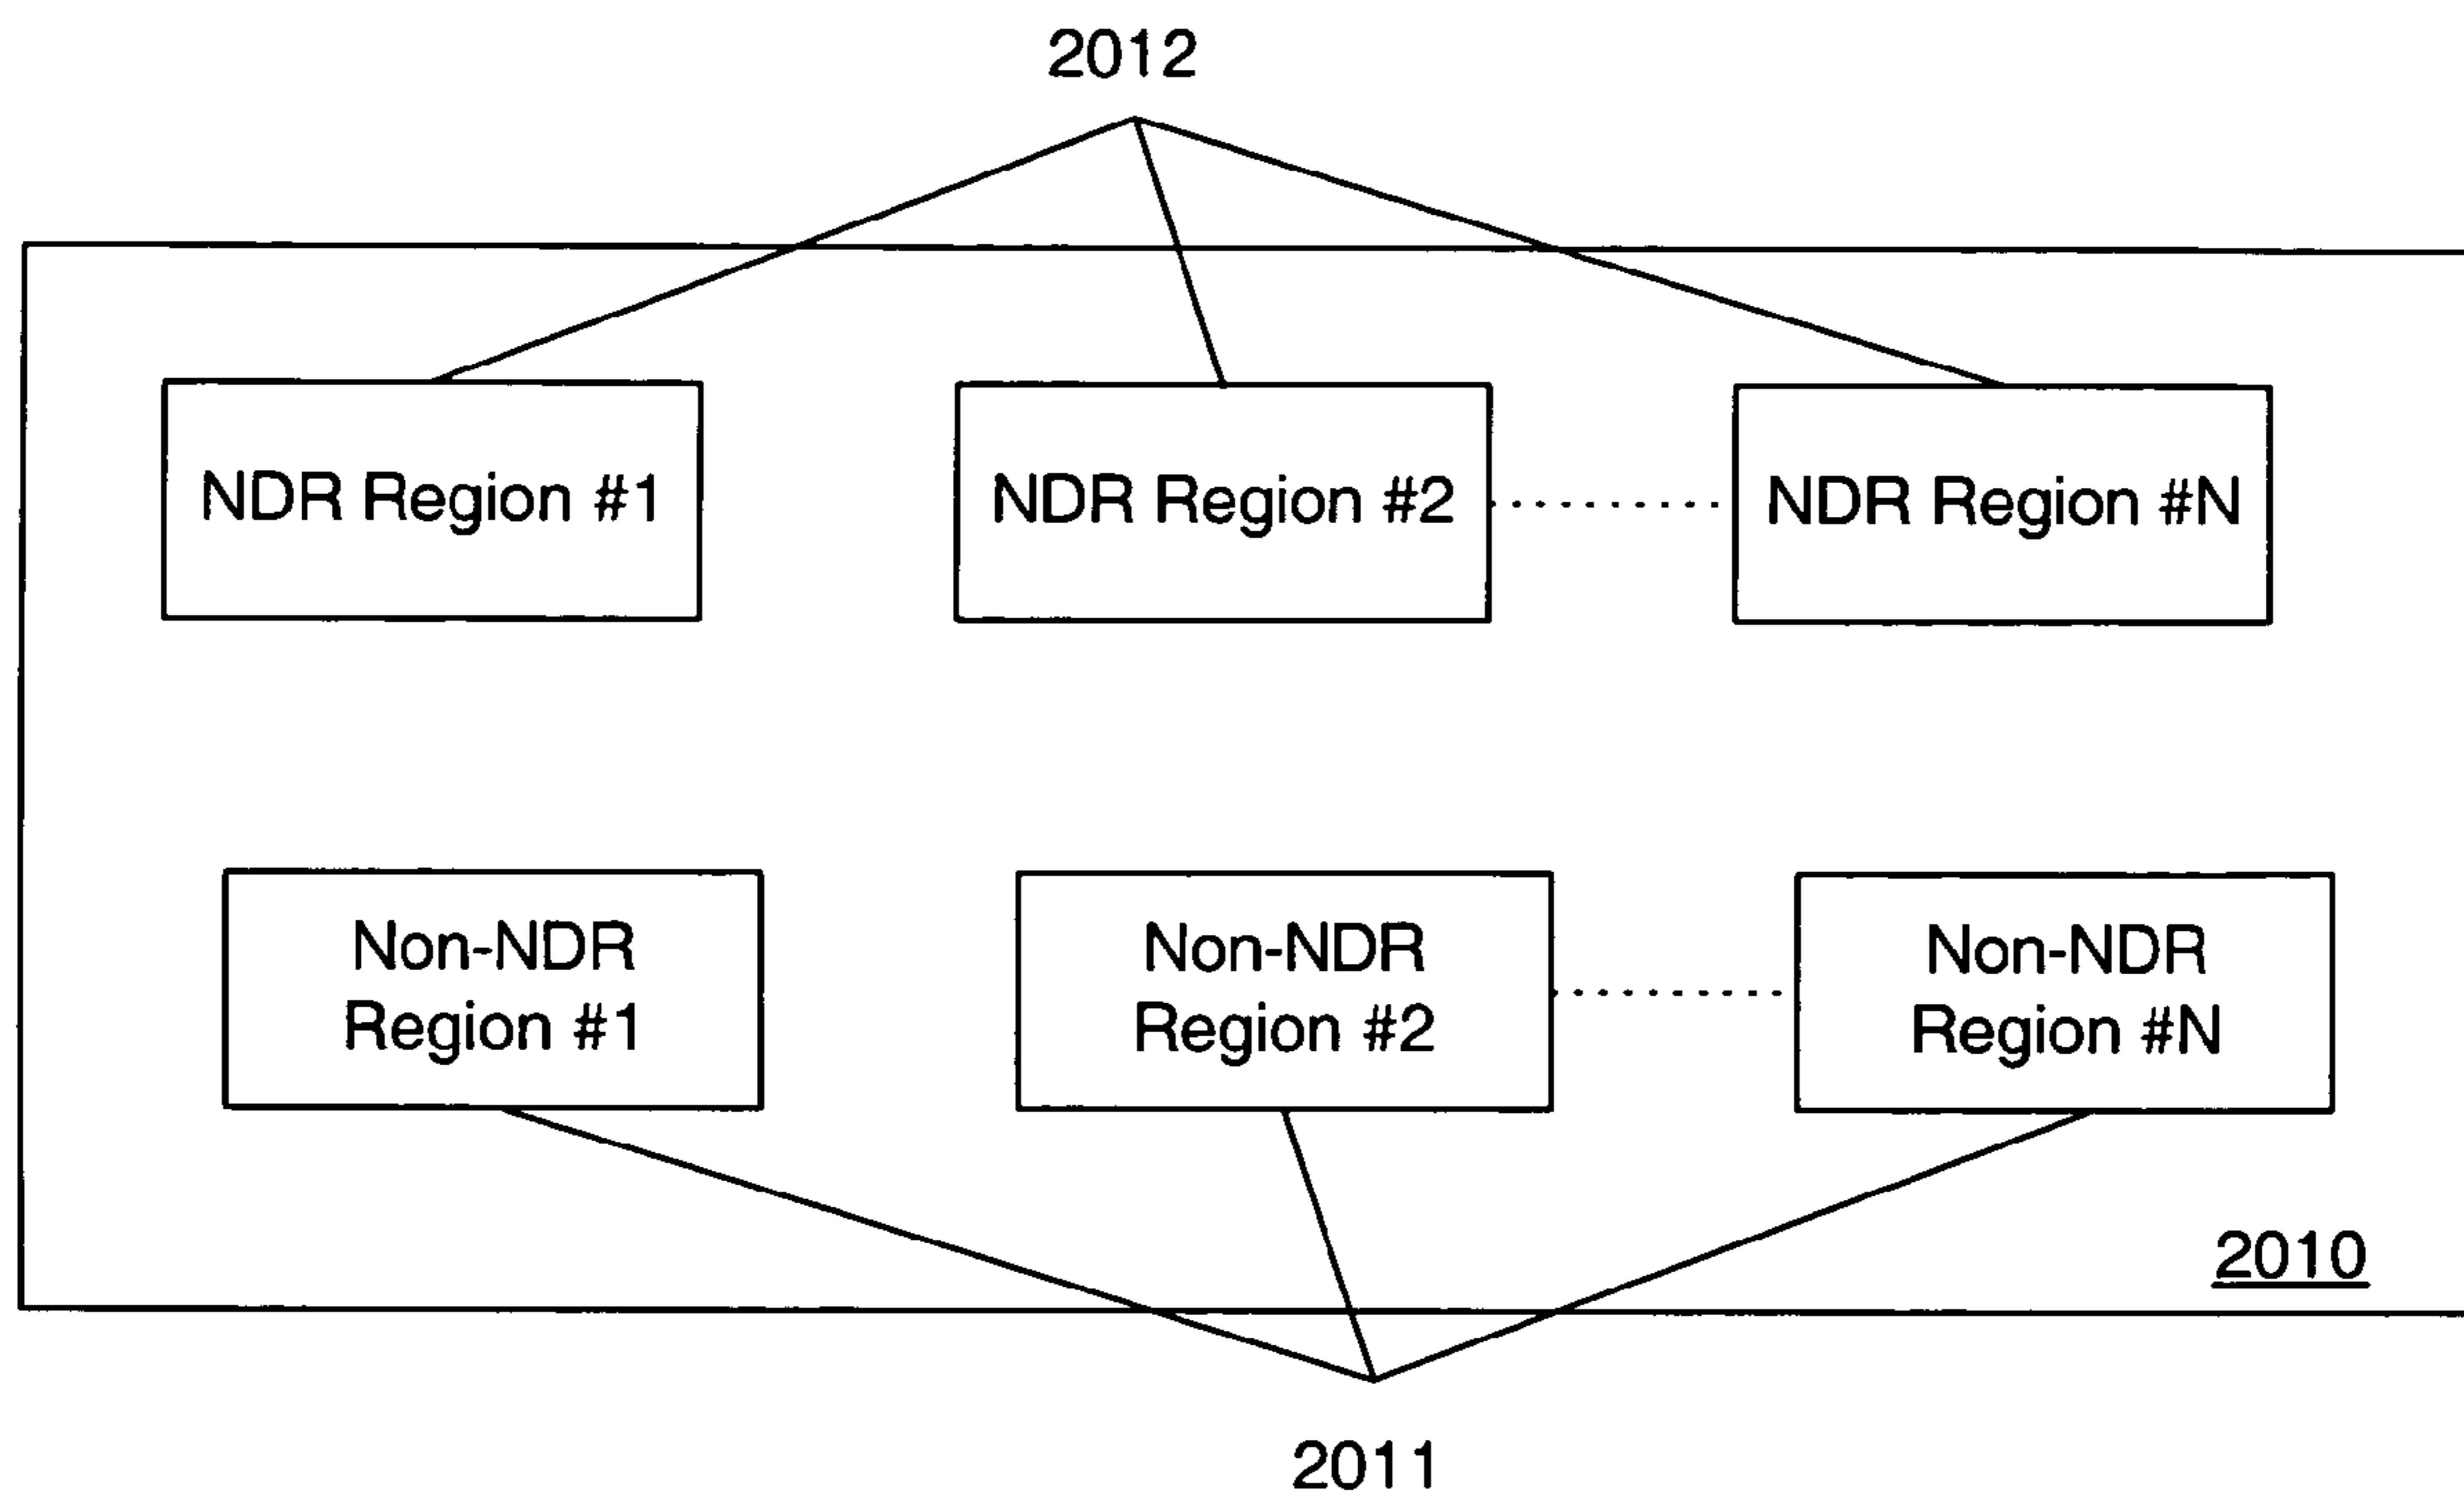 2012
NDR Region #1
NDR Region #2
NDR Region #N
Non-NDR
Region #1
Non-NDR
Region #2
Non-NDR
Region #N
2010
2011